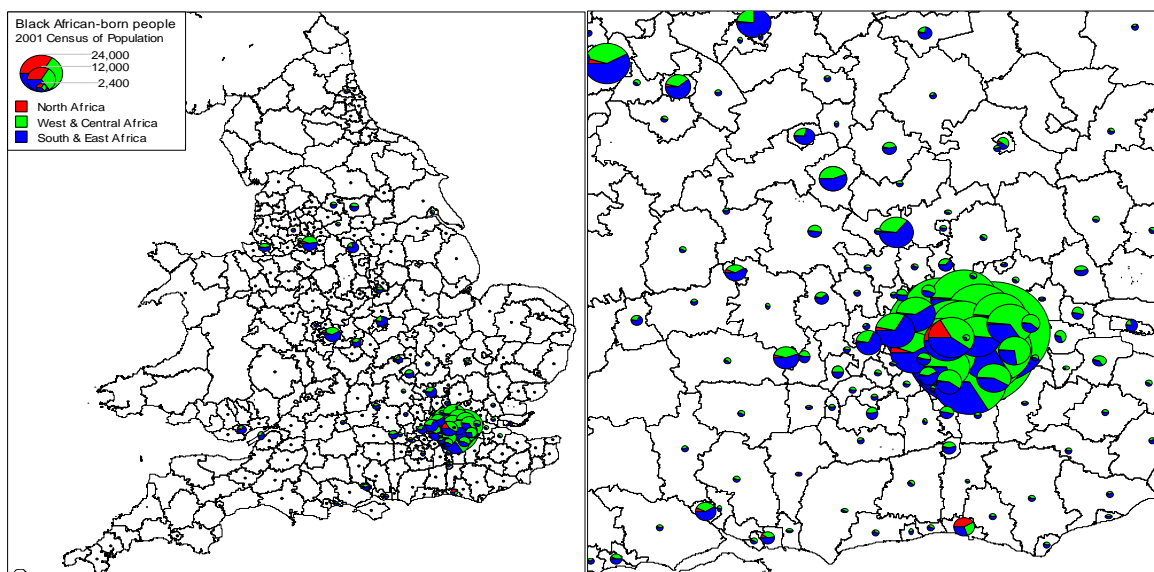 Black African-born people
2001 Census of Population
24,000
12,000
2,400
North Africa
West & Central Africa
South & East Africa